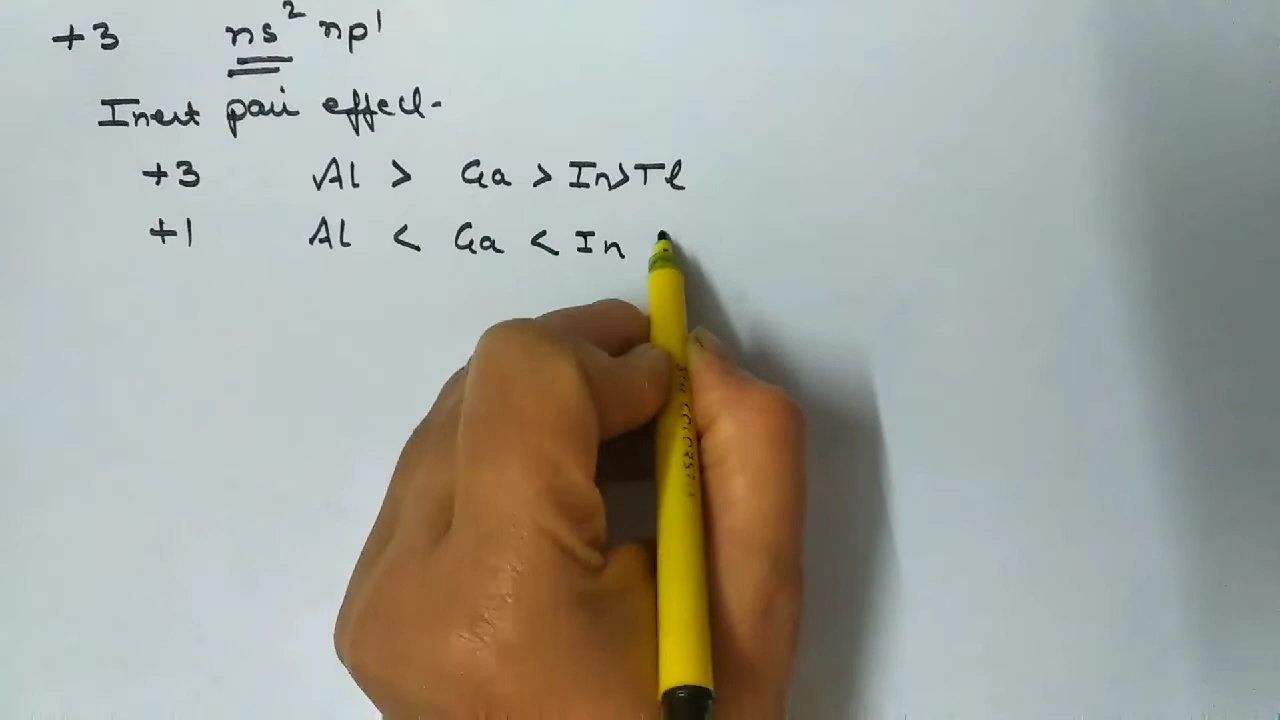 +3 ns² np¹
Inert pair effect-
+3 Al > Ga > In > Tl
+1 Al < Ga < In